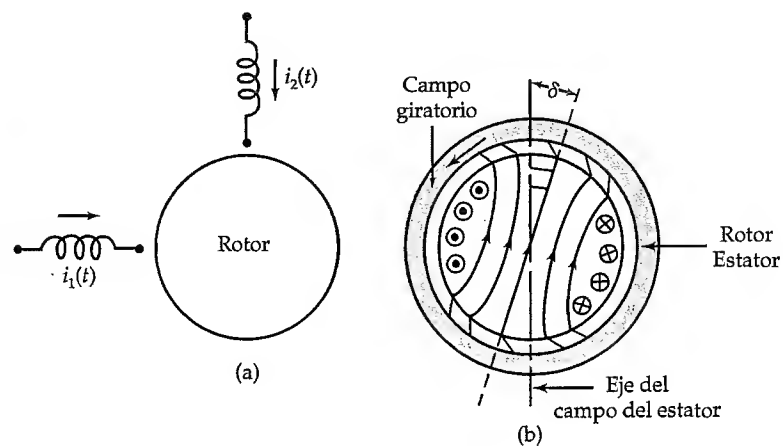 i₂(t)
i₁(t)
Rotor
(a)
δ
Campo
giratorio
Rotor
Estator
Eje del
campo del estator
(b)